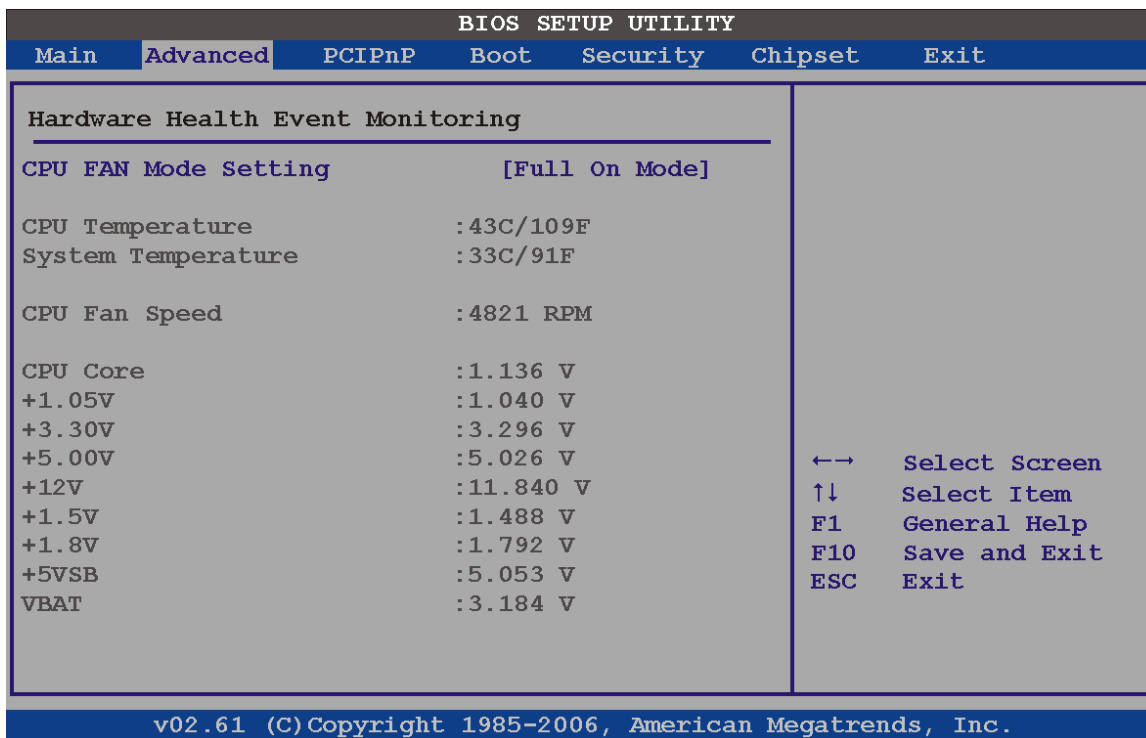 BIOS SETUP UTILITY
Main Advanced PCIPnP Boot Security Chipset Exit
Hardware Health Event Monitoring
CPU FAN Mode Setting [Full On Mode]
CPU Temperature :43C/109F
System Temperature :33C/91F
CPU Fan Speed :4821 RPM
CPU Core :1.136 V
+1.05V :1.040 V
+3.30V :3.296 V
+5.00V :5.026 V
+12V :11.840 V
+1.5V :1.488 V
+1.8V :1.792 V
+5VSB :5.053 V
VBAT :3.184 V
←→ Select Screen
↑↓ Select Item
F1 General Help
F10 Save and Exit
ESC Exit
v02.61 (C)Copyright 1985-2006, American Megatrends, Inc.